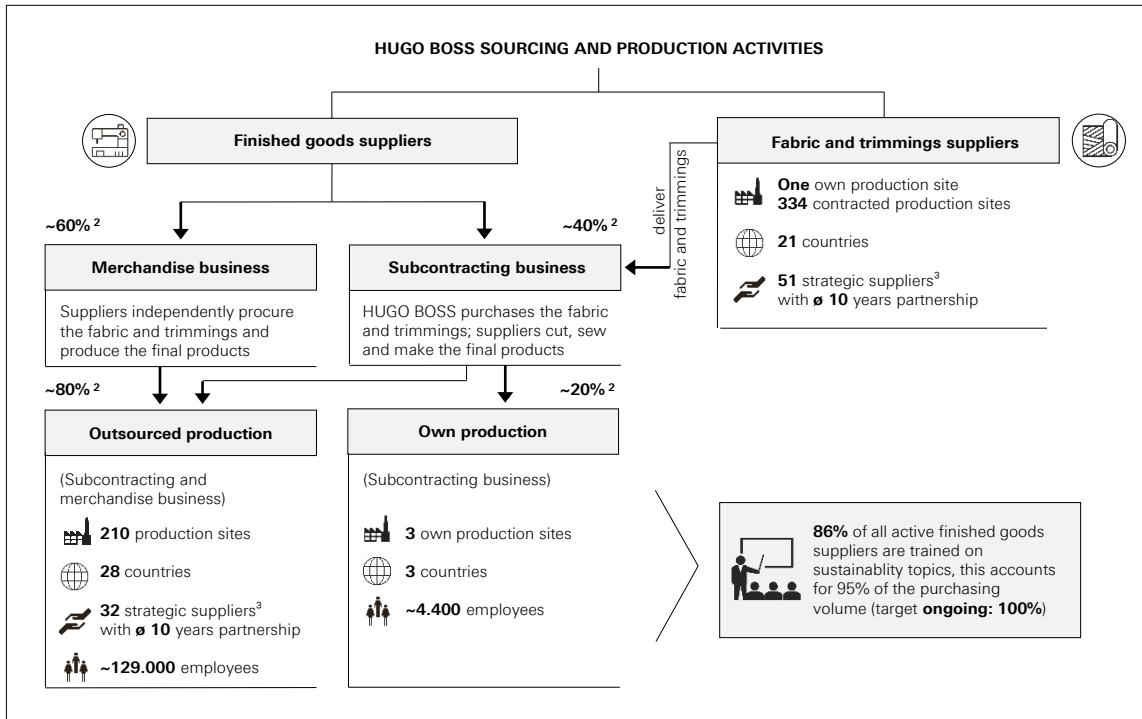 HUGO BOSS SOURCING AND PRODUCTION ACTIVITIES
Finished goods suppliers
Fabric and trimmings suppliers
One own production site
334 contracted production sites
21 countries
51 strategic suppliers³
with ø 10 years partnership
deliver
fabric and trimmings
~60% ²
~40% ²
Merchandise business
Suppliers independently procure
the fabric and trimmings and
produce the final products
Subcontracting business
HUGO BOSS purchases the fabric
and trimmings; suppliers cut, sew
and make the final products
~80% ²
~20% ²
Outsourced production
(Subcontracting and
merchandise business)
210 production sites
28 countries
32 strategic suppliers³
with ø 10 years partnership
~129.000 employees
Own production
(Subcontracting business)
3 own production sites
3 countries
~4.400 employees
86% of all active finished goods
suppliers are trained on
sustainablity topics, this accounts
for 95% of the purchasing
volume (target ongoing: 100%)